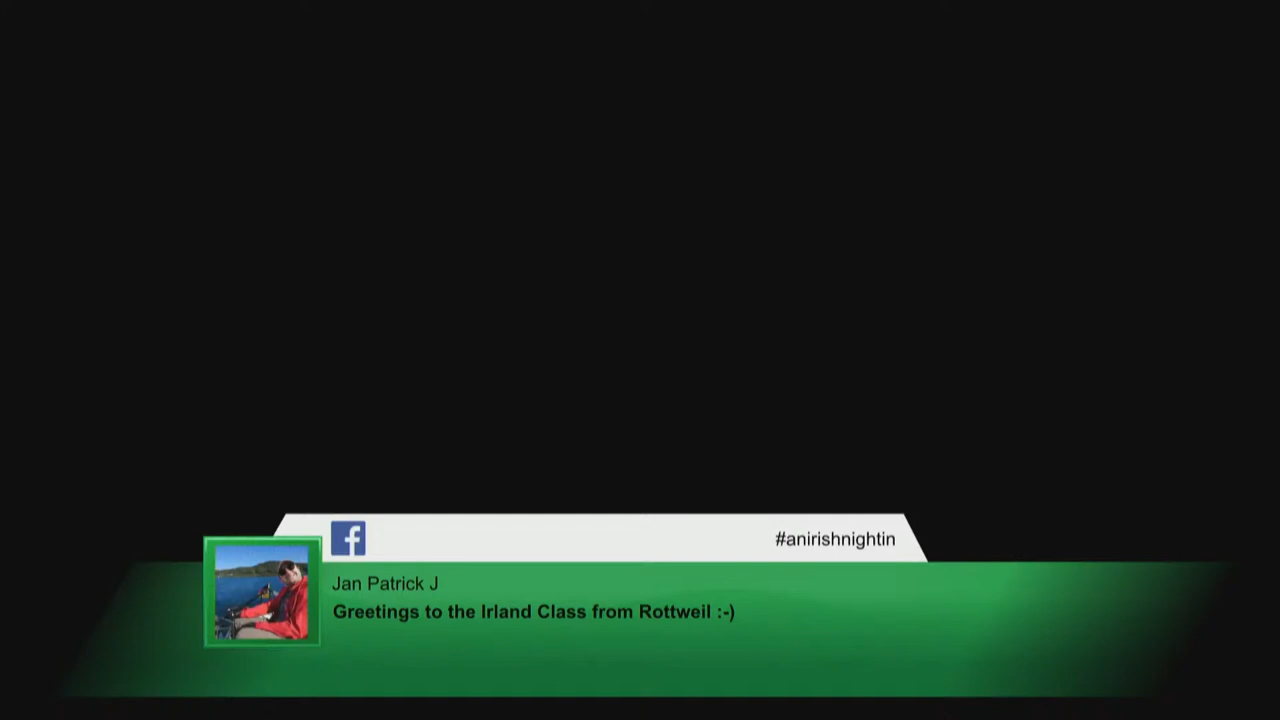 #anirishnightin
Jan Patrick J
Greetings to the Irland Class from Rottweil :-)